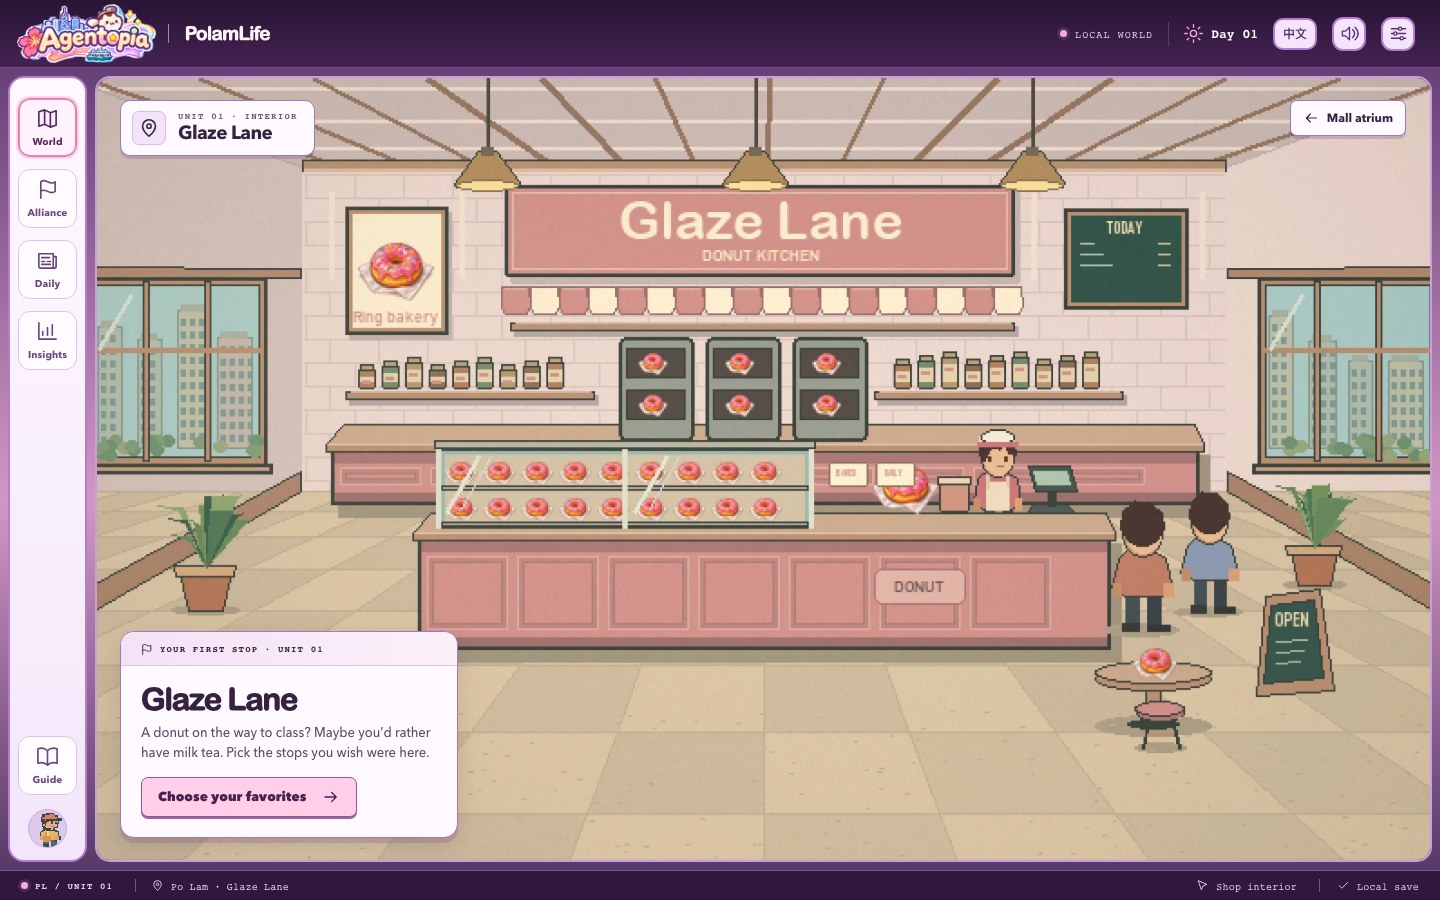 Agentopia
PolamLife
LOCAL WORLD
Day 01
中文
World
Alliance
Daily
Insights
Guide
UNIT 01 · INTERIOR
Glaze Lane
Mall atrium
Glaze Lane
DONUT KITCHEN
TODAY
Ring bakery
DAILY
DONUT
OPEN
YOUR FIRST STOP · UNIT 01
Glaze Lane
A donut on the way to class? Maybe you’d rather
have milk tea. Pick the stops you wish were here.
Choose your favorites
PL / UNIT 01
Po Lam · Glaze Lane
Shop interior
Local save